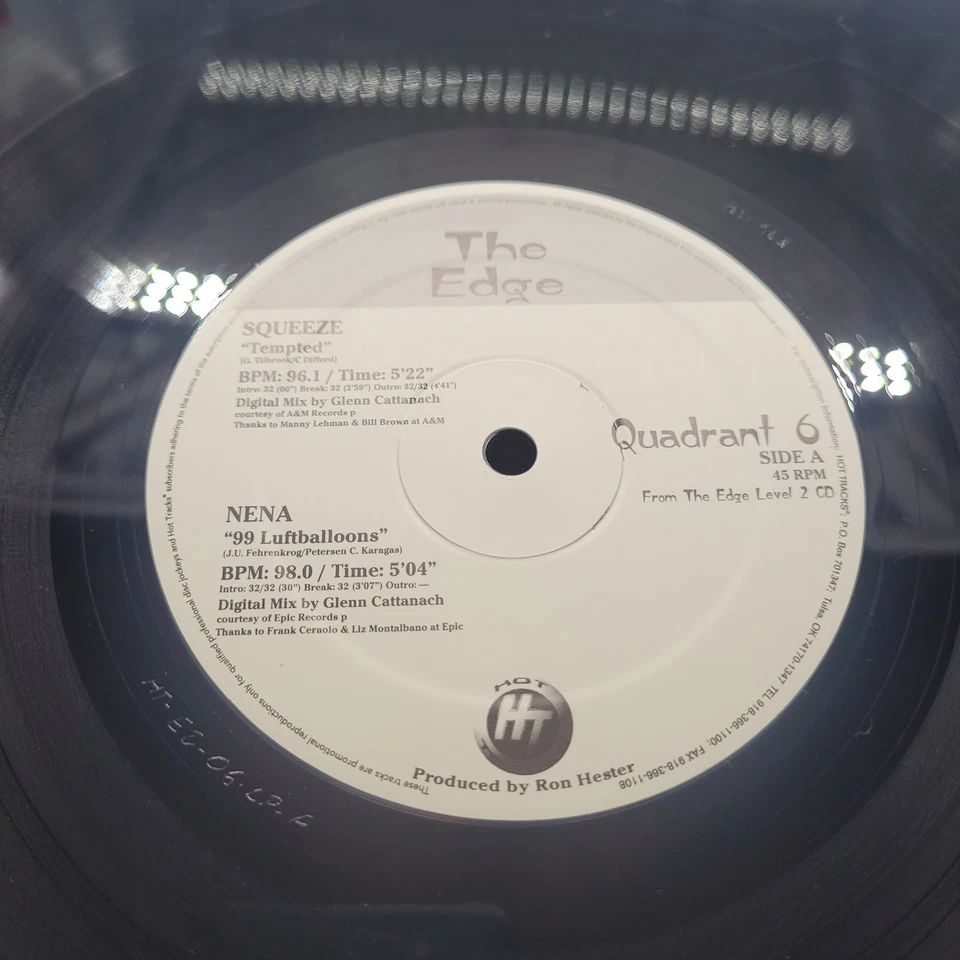 The
Edge
SQUEEZE
“Tempted”
(G. Tilbrook/C Difford)
BPM: 96.1 / Time: 5’22”
Intro: 32 (00”) Break: 32 (2’59”) Outro: 32/32 (4’41”)
Digital Mix by Glenn Cattanach
courtesy of A&M Records p
Thanks to Manny Lehman & Bill Brown at A&M
Quadrant 6
SIDE A
45 RPM
From The Edge Level 2 CD
NENA
“99 Luftballoons”
(J.U. Fehrenkrog/Petersen C. Karagas)
BPM: 98.0 / Time: 5’04”
Intro: 32/32 (30”) Break: 32 (3’07”) Outro: —
Digital Mix by Glenn Cattanach
courtesy of Epic Records p
Thanks to Frank Ceraolo & Liz Montalbano at Epic
HOT
HT
Produced by Ron Hester
These tracks are promotional reproductions only for qualified professional disc jockeys and Hot Tracks® subscribers adhering to the terms of the subscription
For subscription information: HOT TRACKS®, P.O. Box 701347; Tulsa, OK 74170-1347 TEL 918-366-1100; FAX 918-366-1108